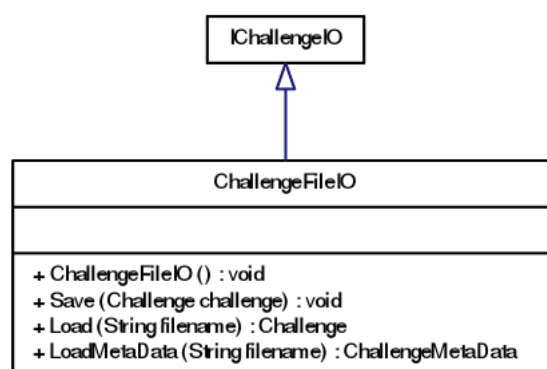 IChallengeIO
ChallengeFileIO
+ ChallengeFileIO () : void
+ Save (Challenge challenge) : void
+ Load (String filename) : Challenge
+ LoadMetaData (String filename) : ChallengeMetaData